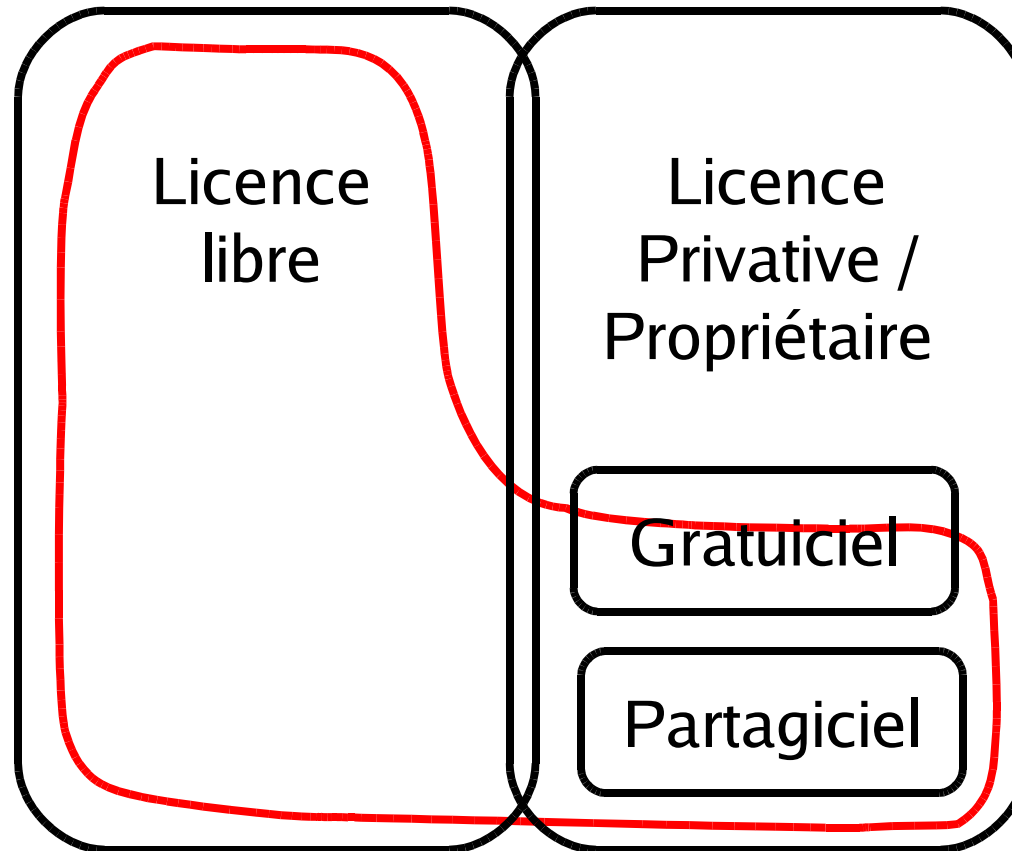 Licence
libre
Licence
Privative /
Propriétaire
Gratuiciel
Partagiciel